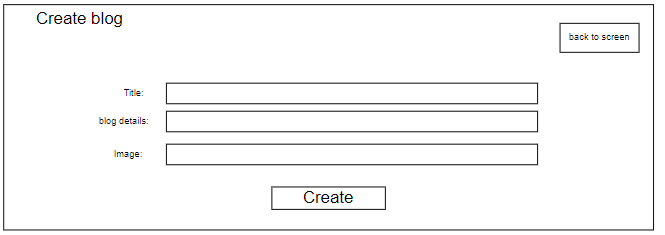 Create blog
back to screen
Title:
blog details:
Image:
Create